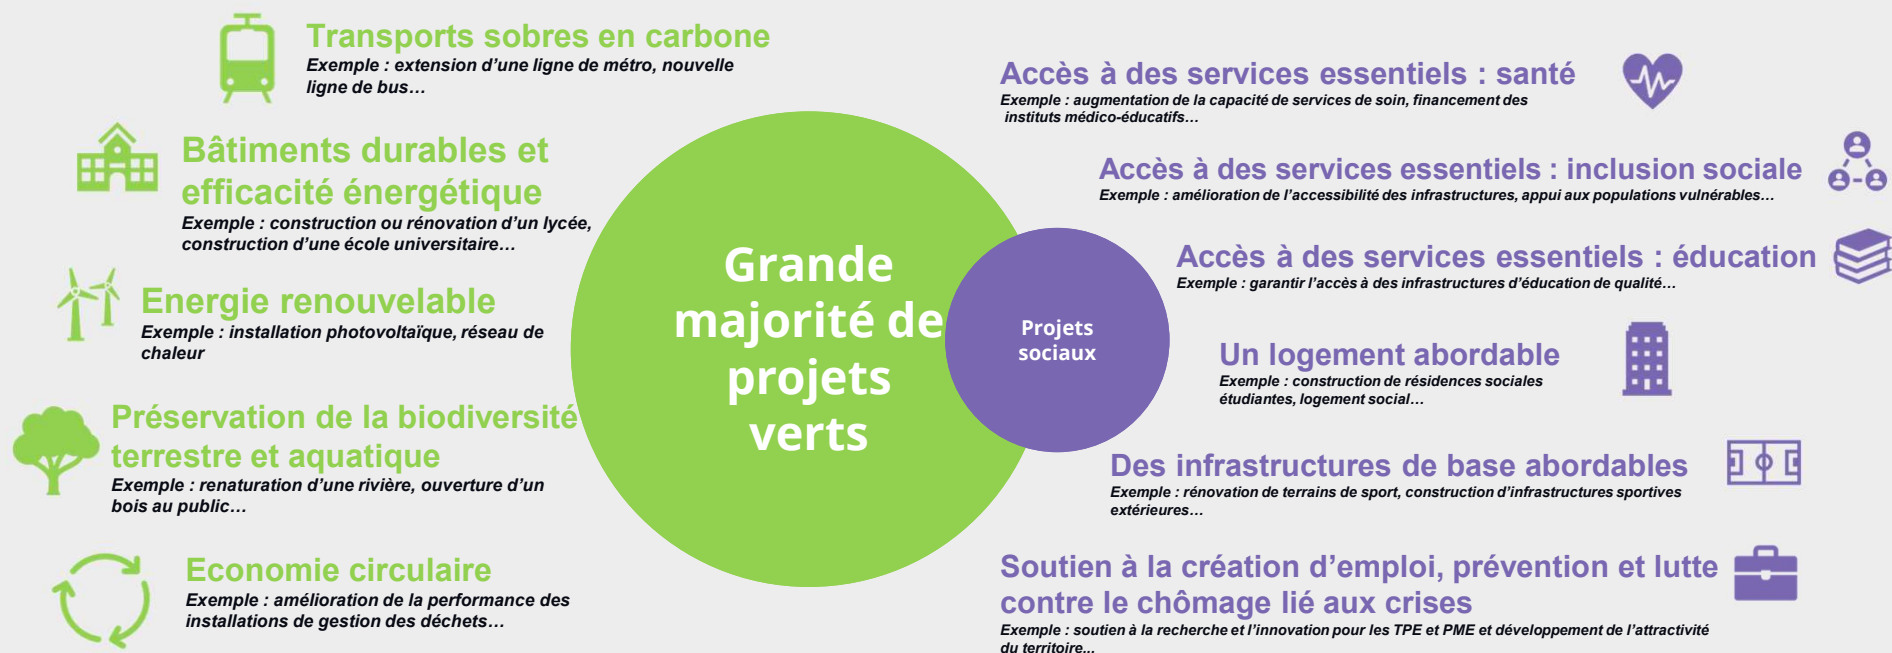 Transports sobres en carbone
Exemple : extension d’une ligne de métro, nouvelle
ligne de bus…
Bâtiments durables et
efficacité énergétique
Exemple : construction ou rénovation d’un lycée,
construction d’une école universitaire…
Energie renouvelable
Exemple : installation photovoltaïque, réseau de
chaleur
Préservation de la biodiversité
terrestre et aquatique
Exemple : renaturation d’une rivière, ouverture d’un
bois au public…
Economie circulaire
Exemple : amélioration de la performance des
installations de gestion des déchets…
Grande
majorité de
projets
verts
Projets
sociaux
Accès à des services essentiels : santé
Exemple : augmentation de la capacité de services de soin, financement des
instituts médico-éducatifs…
Accès à des services essentiels : inclusion sociale
Exemple : amélioration de l’accessibilité des infrastructures, appui aux populations vulnérables…
Accès à des services essentiels : éducation
Exemple : garantir l’accès à des infrastructures d’éducation de qualité…
Un logement abordable
Exemple : construction de résidences sociales
étudiantes, logement social…
Des infrastructures de base abordables
Exemple : rénovation de terrains de sport, construction d’infrastructures sportives
extérieures…
Soutien à la création d’emploi, prévention et lutte
contre le chômage lié aux crises
Exemple : soutien à la recherche et l’innovation pour les TPE et PME et développement de l’attractivité
du territoire...